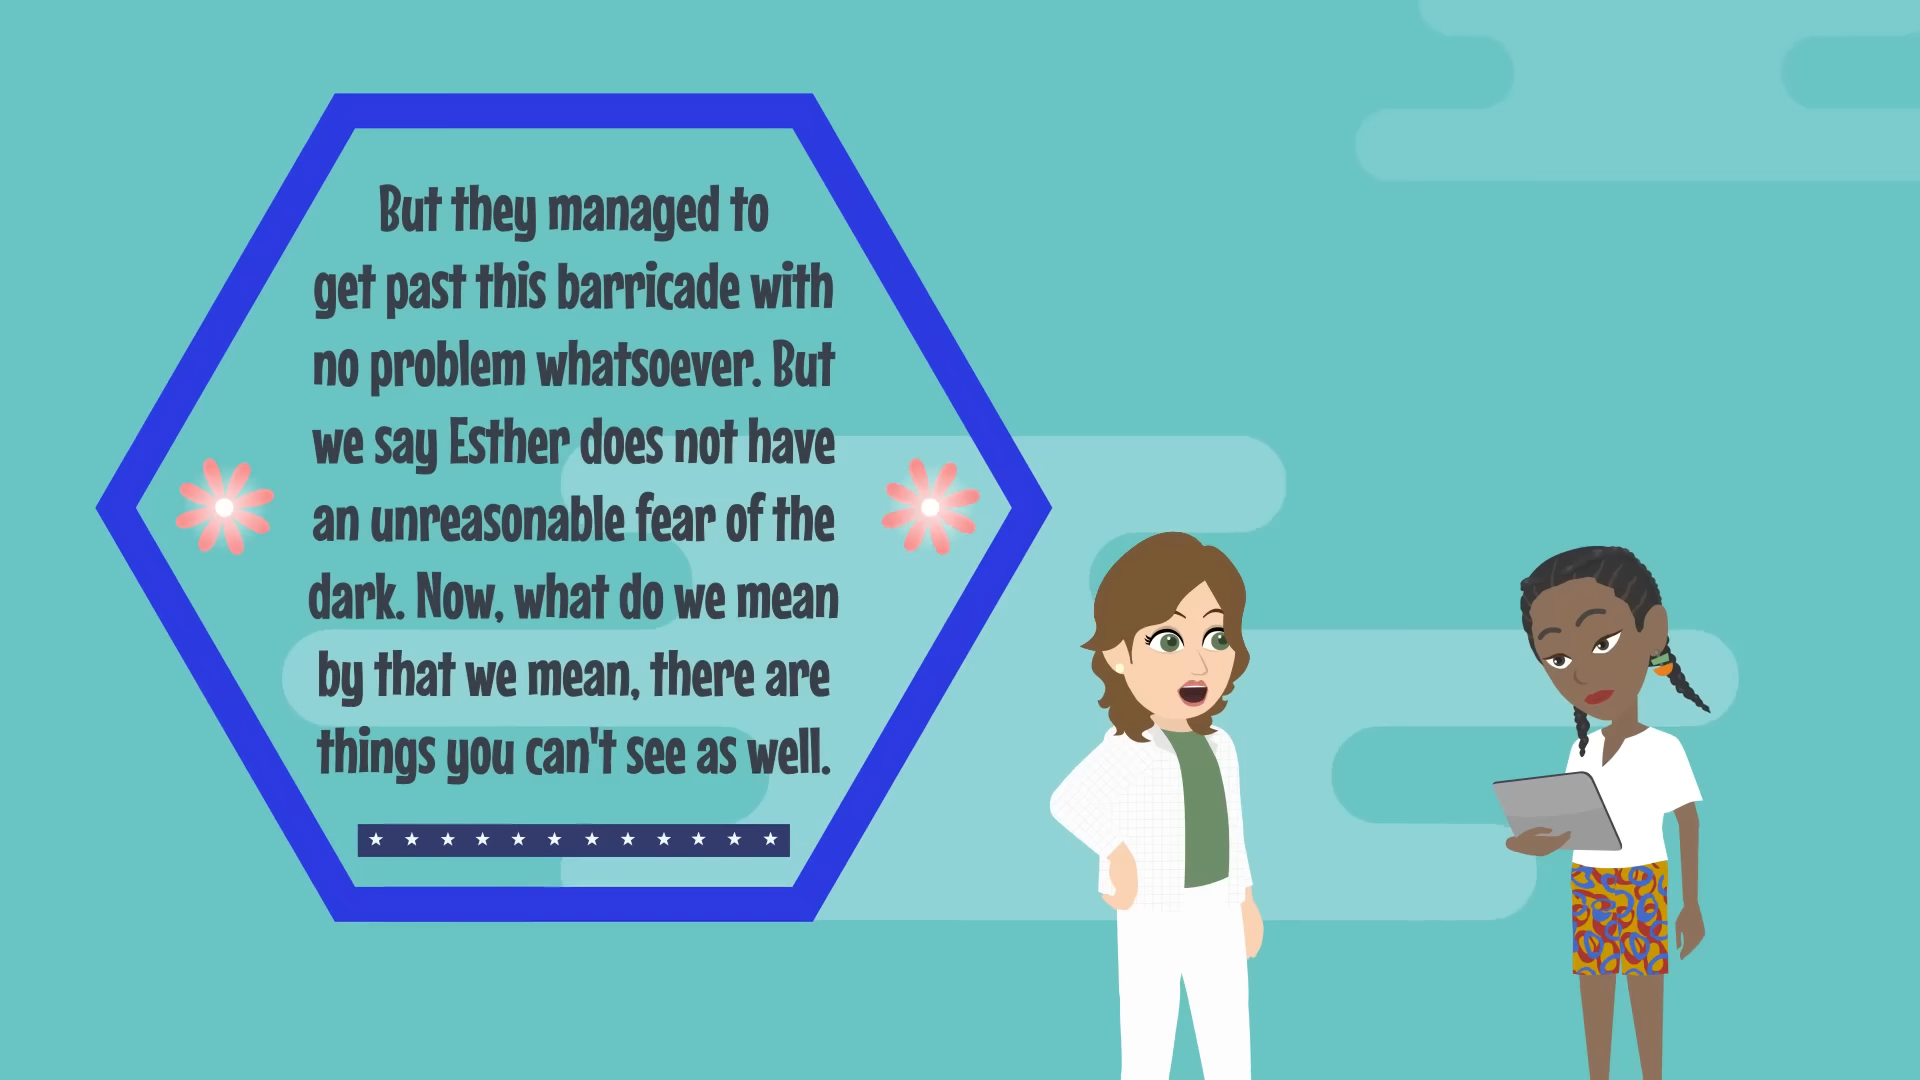 But they managed to
get past this barricade with
no problem whatsoever. But
we say Esther does not have
an unreasonable fear of the
dark. Now, what do we mean
by that we mean, there are
things you can't see as well.